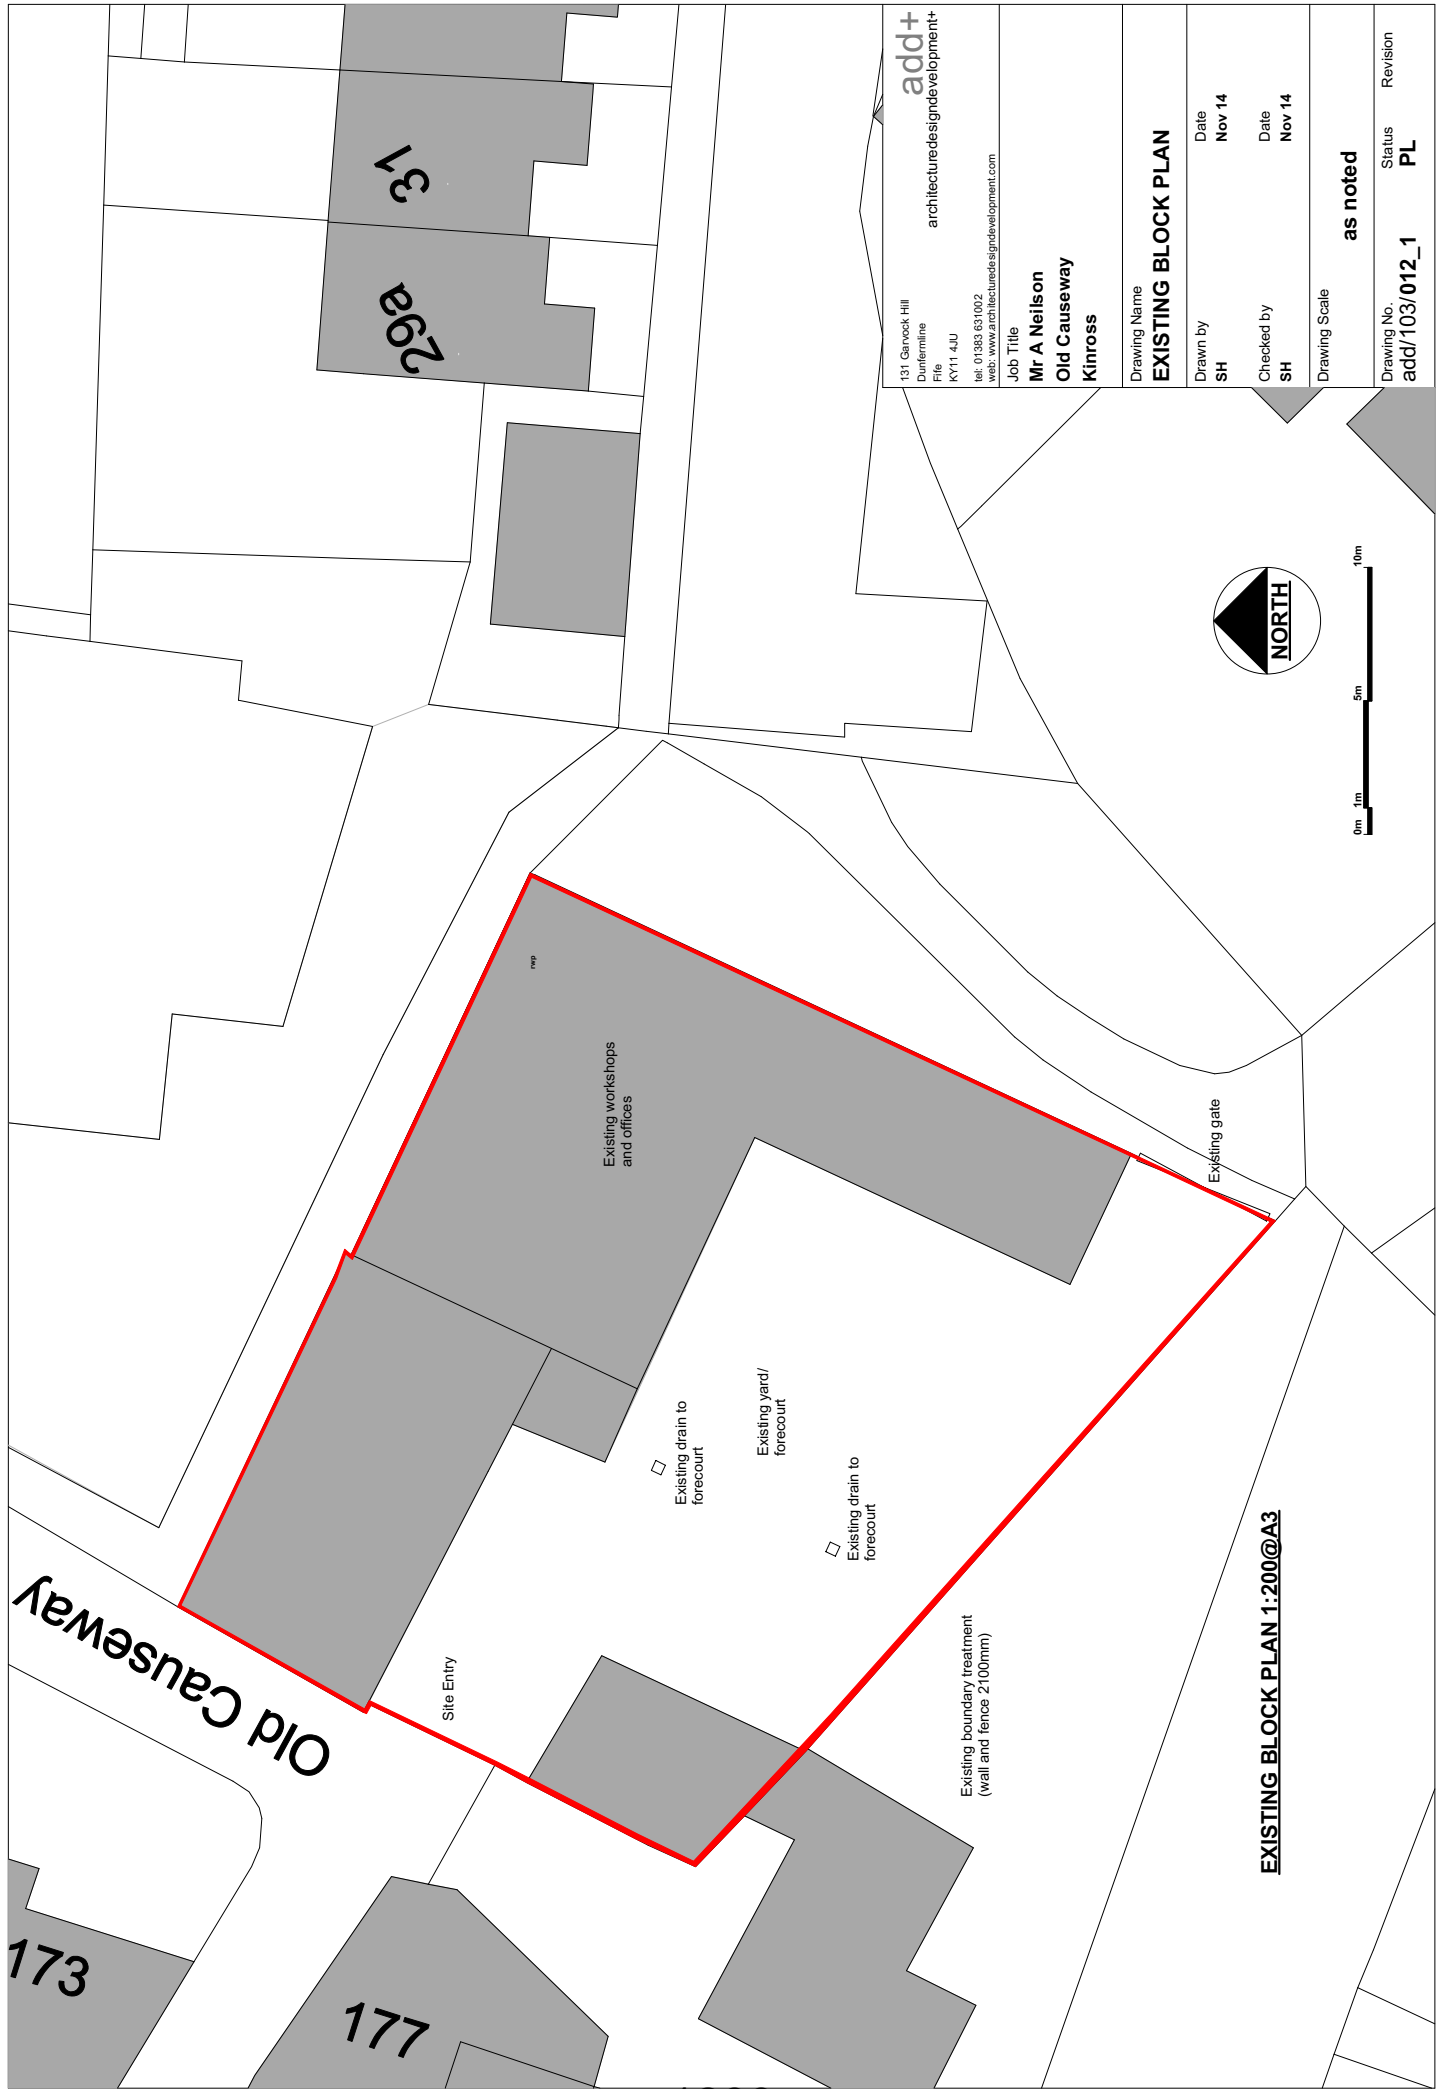 31
29a
Old Causeway
173
177
rwp
Existing workshops
and offices
Existing gate
Existing drain to
forecourt
Existing yard/
forecourt
Existing drain to
forecourt
Site Entry
Existing boundary treatment
(wall and fence 2100mm)
EXISTING BLOCK PLAN 1:200@A3
NORTH
0m 1m 5m 10m
add+
architecturedesigndevelopment+
131 Garvock Hill
Dunfermline
Fife
KY11 4JU
tel: 01383 631002
web: www.architecturedesigndevelopment.com
Job Title
Mr A Neilson
Old Causeway
Kinross
Drawing Name
EXISTING BLOCK PLAN
Drawn by Date
SH Nov 14
Checked by Date
SH Nov 14
Drawing Scale
as noted
Drawing No. Status Revision
add/103/012_1 PL